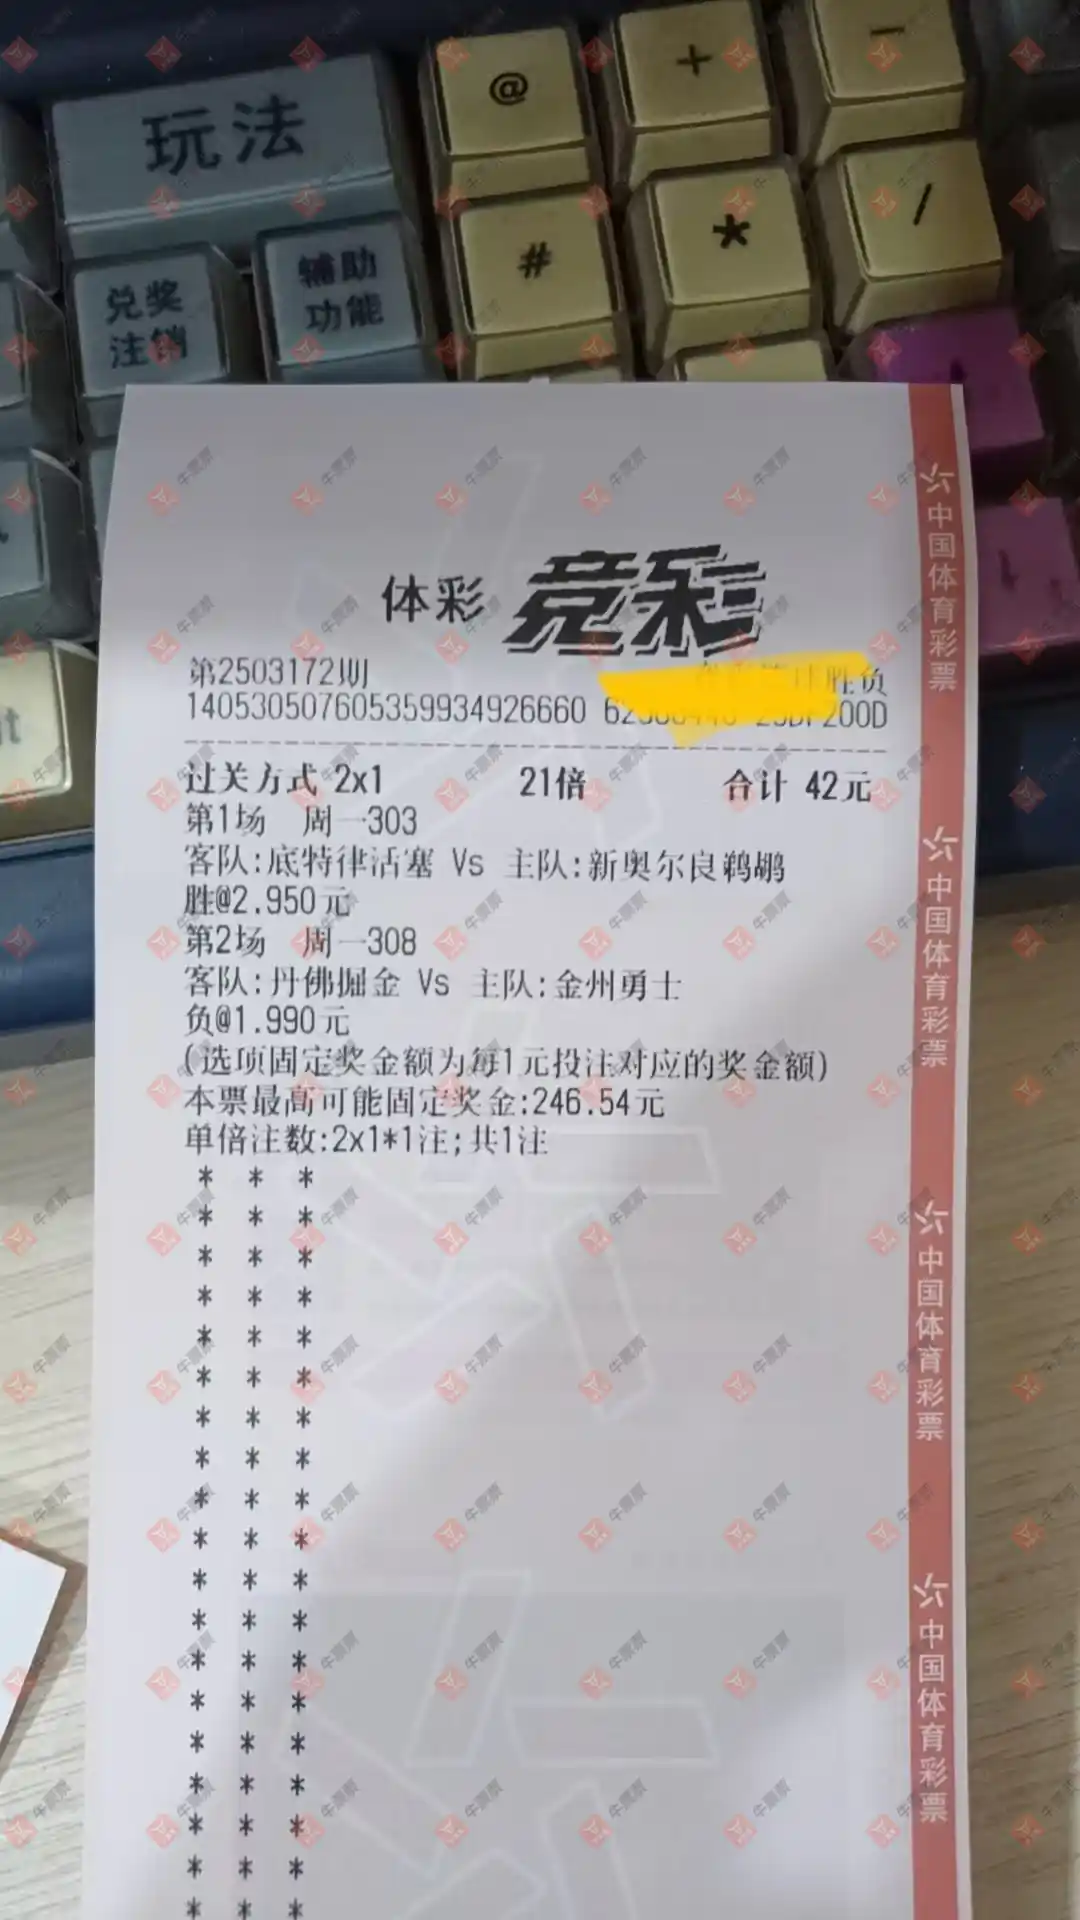 玩法
@
+
-
兑奖
注销
辅助
功能
#
*
/
体彩 竞彩
第2503172期
胜负
140530507605359934926660
200D
过关方式 2x1 21倍 合计 42元
第1场 周一303
客队:底特律活塞 Vs 主队:新奥尔良鹈鹕
胜@2.950元
第2场 周一308
客队:丹佛掘金 Vs 主队:金州勇士
负@1.990元
(选项固定奖金额为每1元投注对应的奖金额)
本票最高可能固定奖金:246.54元
单倍注数:2x1*1注;共1注
中国体育彩票
中国体育彩票
中国体育彩票
中国体育彩票
牛票票